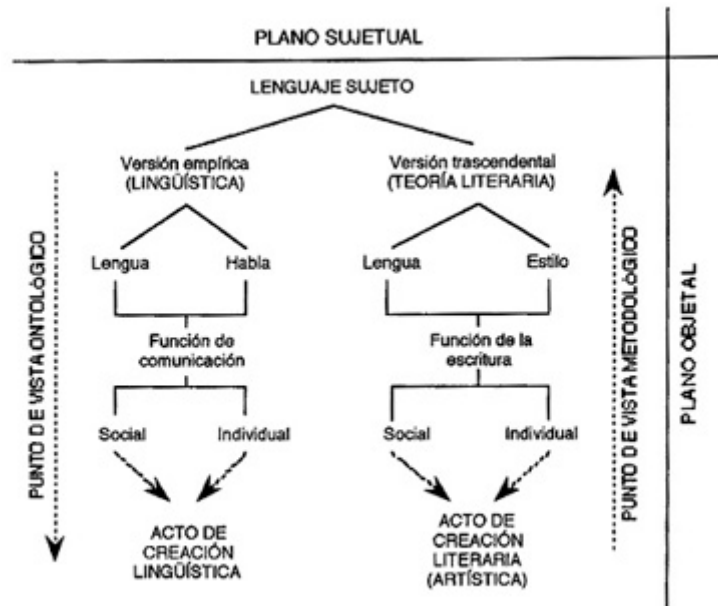 PLANO SUJETUAL
LENGUAJE SUJETO
Versión empírica
(LINGÜÍSTICA)
Versión trascendental
(TEORÍA LITERARIA)
Lengua
Habla
Lengua
Estilo
Función de
comunicación
Función de la
escritura
Social
Individual
Social
Individual
ACTO DE
CREACIÓN
LINGÜÍSTICA
ACTO DE
CREACIÓN
LITERARIA
(ARTÍSTICA)
PUNTO DE VISTA ONTOLÓGICO
PUNTO DE VISTA METODOLÓGICO
PLANO OBJETAL